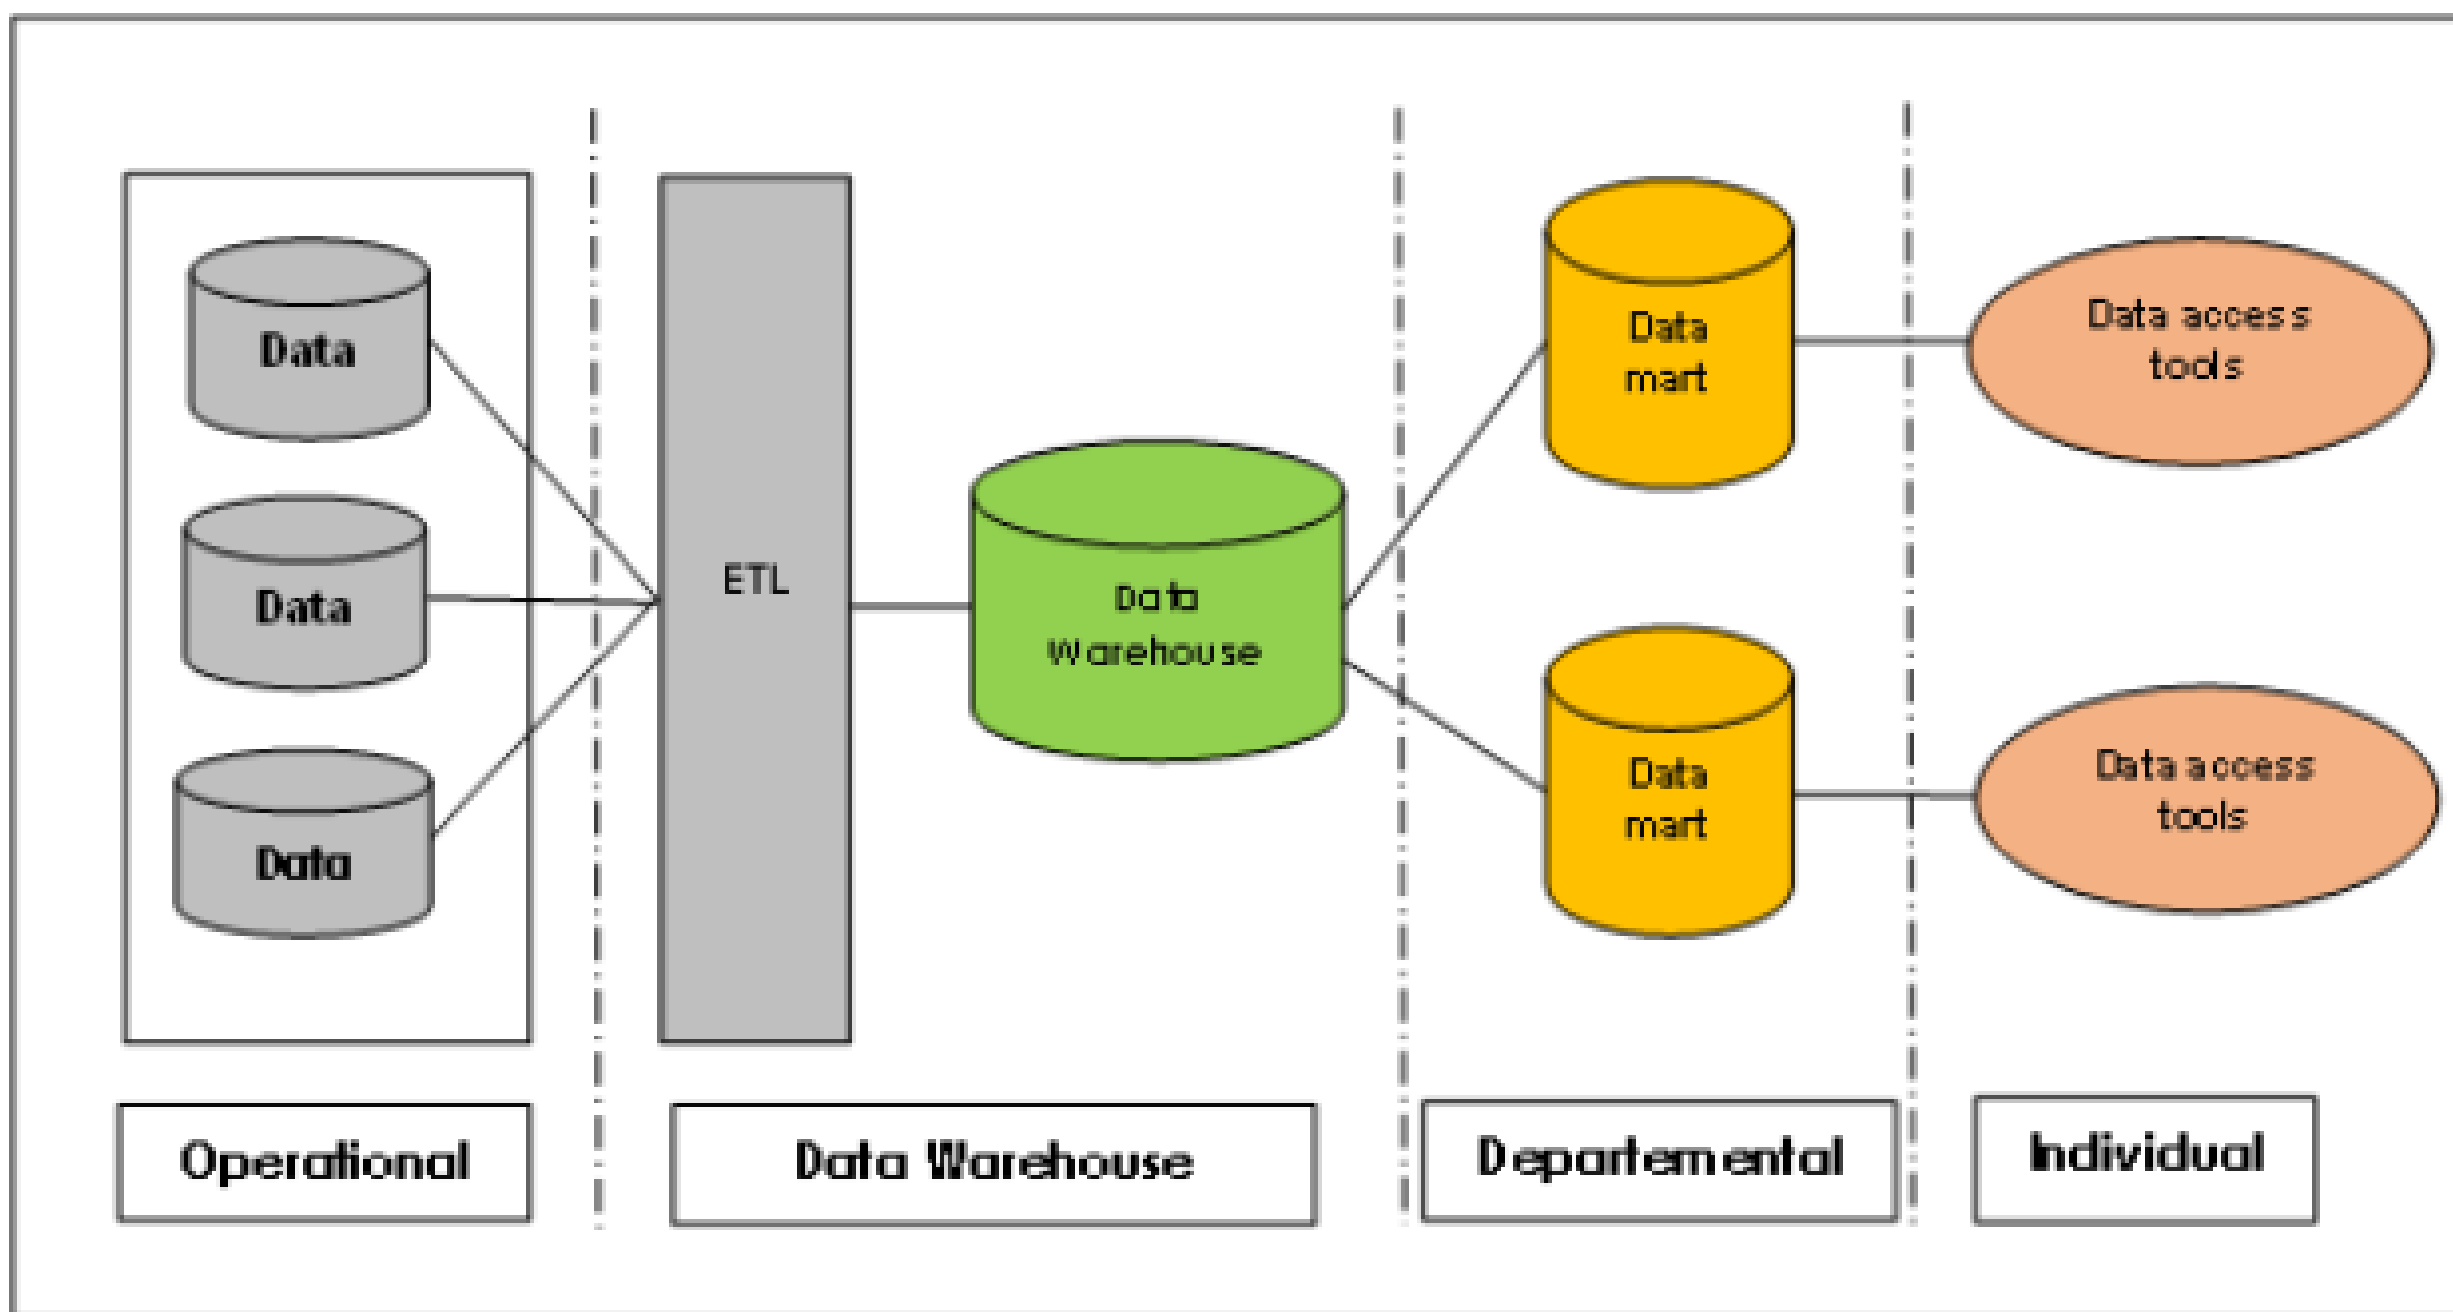 Data
Data
Data
ETL
Data
Warehouse
Data
mart
Data
mart
Data access
tools
Data access
tools
Operational
Data Warehouse
Departemental
Individual